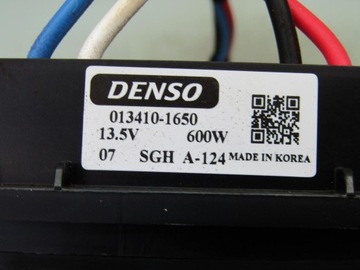 DENSO
013410-1650
13.5V 600W
07 SGH A-124 MADE IN KOREA